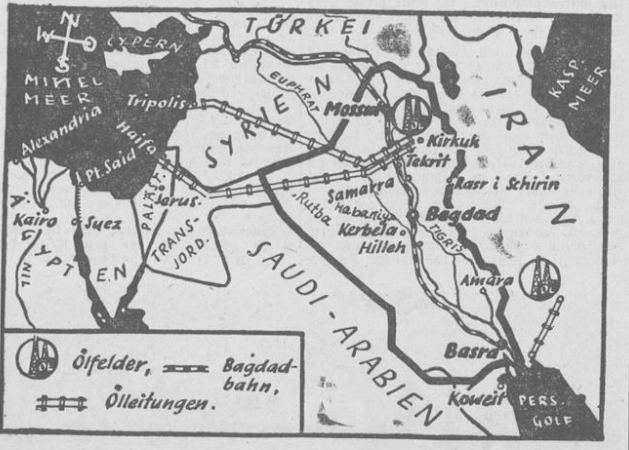 TÜRKEI
N
W O
S
CYPERN
MITTEL
MEER
KASP.
MEER
EUPHRAT
Tripolis
SYRIEN
Mossul
ÖL
IRAN
Alexandria
Haifa
Kirkuk
Tekrit
Pt. Said
PALÄST.
Jerus.
Samarra
Kasr i Schirin
Rutba
Habaniya
Bagdad
Kairo
Suez
TRANS-
JORD.
Kerbela
Hilleh
TIGRIS
ÄGYPTEN
NIL
SAUDI-ARABIEN
Amara
ÖL
Basra
Koweit
PERS.
GOLF
ÖL Ölfelder, Bagdad-
bahn,
Ölleitungen.